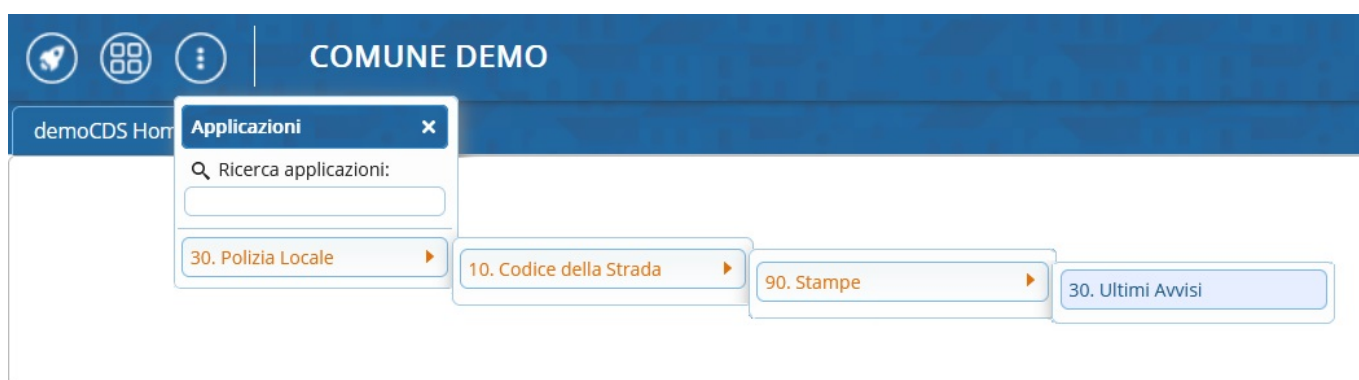 COMUNE DEMO
demoCDS Hom
Applicazioni
Ricerca applicazioni:
30. Polizia Locale
10. Codice della Strada
90. Stampe
30. Ultimi Avvisi